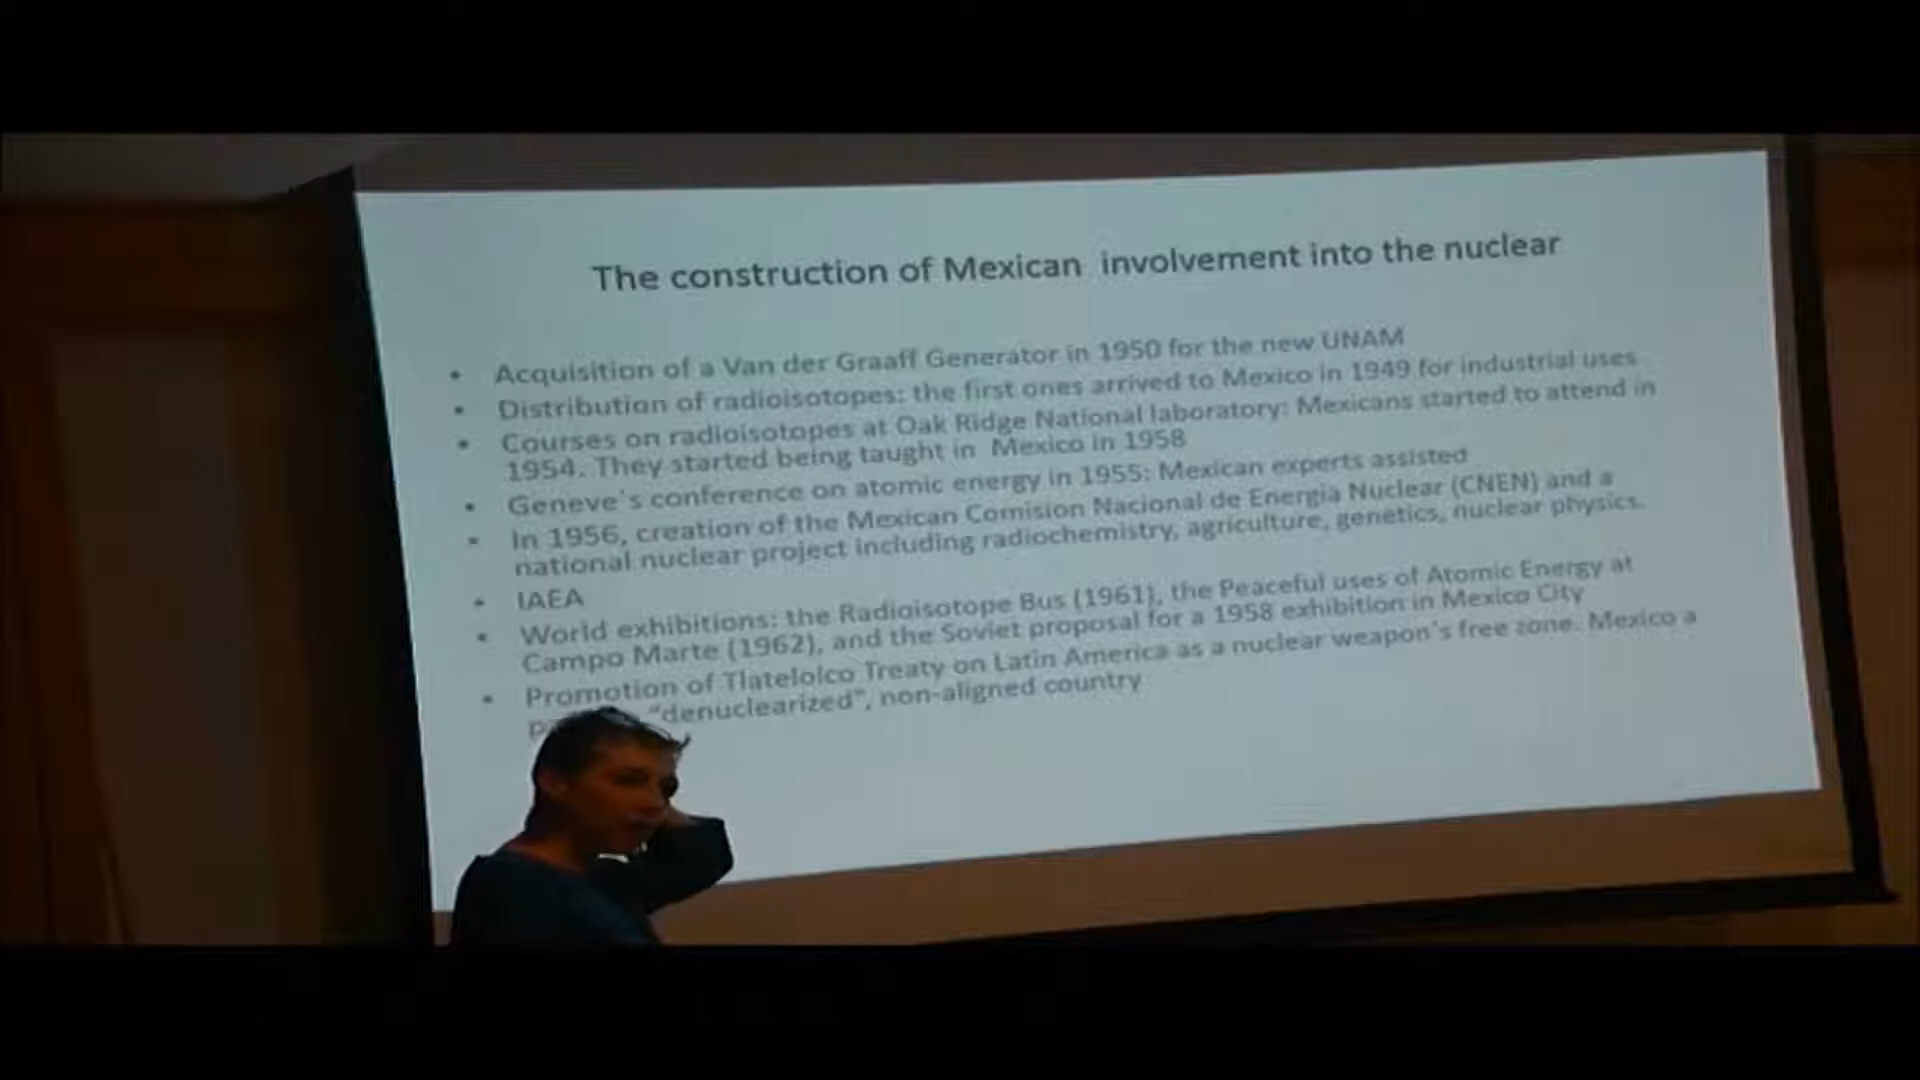 The construction of Mexican involvement into the nuclear
• Acquisition of a Van der Graaff Generator in 1950 for the new UNAM
• Distribution of radioisotopes: the first ones arrived to Mexico in 1949 for industrial uses
• Courses on radioisotopes at Oak Ridge National laboratory: Mexicans started to attend in
1954. They started being taught in Mexico in 1958
• Geneve's conference on atomic energy in 1955: Mexican experts assisted
• In 1956, creation of the Mexican Comision Nacional de Energia Nuclear (CNEN) and a
national nuclear project including radiochemistry, agriculture, genetics, nuclear physics.
• IAEA
• World exhibitions: the Radioisotope Bus (1961), the Peaceful uses of Atomic Energy at
Campo Marte (1962), and the Soviet proposal for a 1958 exhibition in Mexico City
• Promotion of Tlatelolco Treaty on Latin America as a nuclear weapon's free zone. Mexico a
"denuclearized", non-aligned country